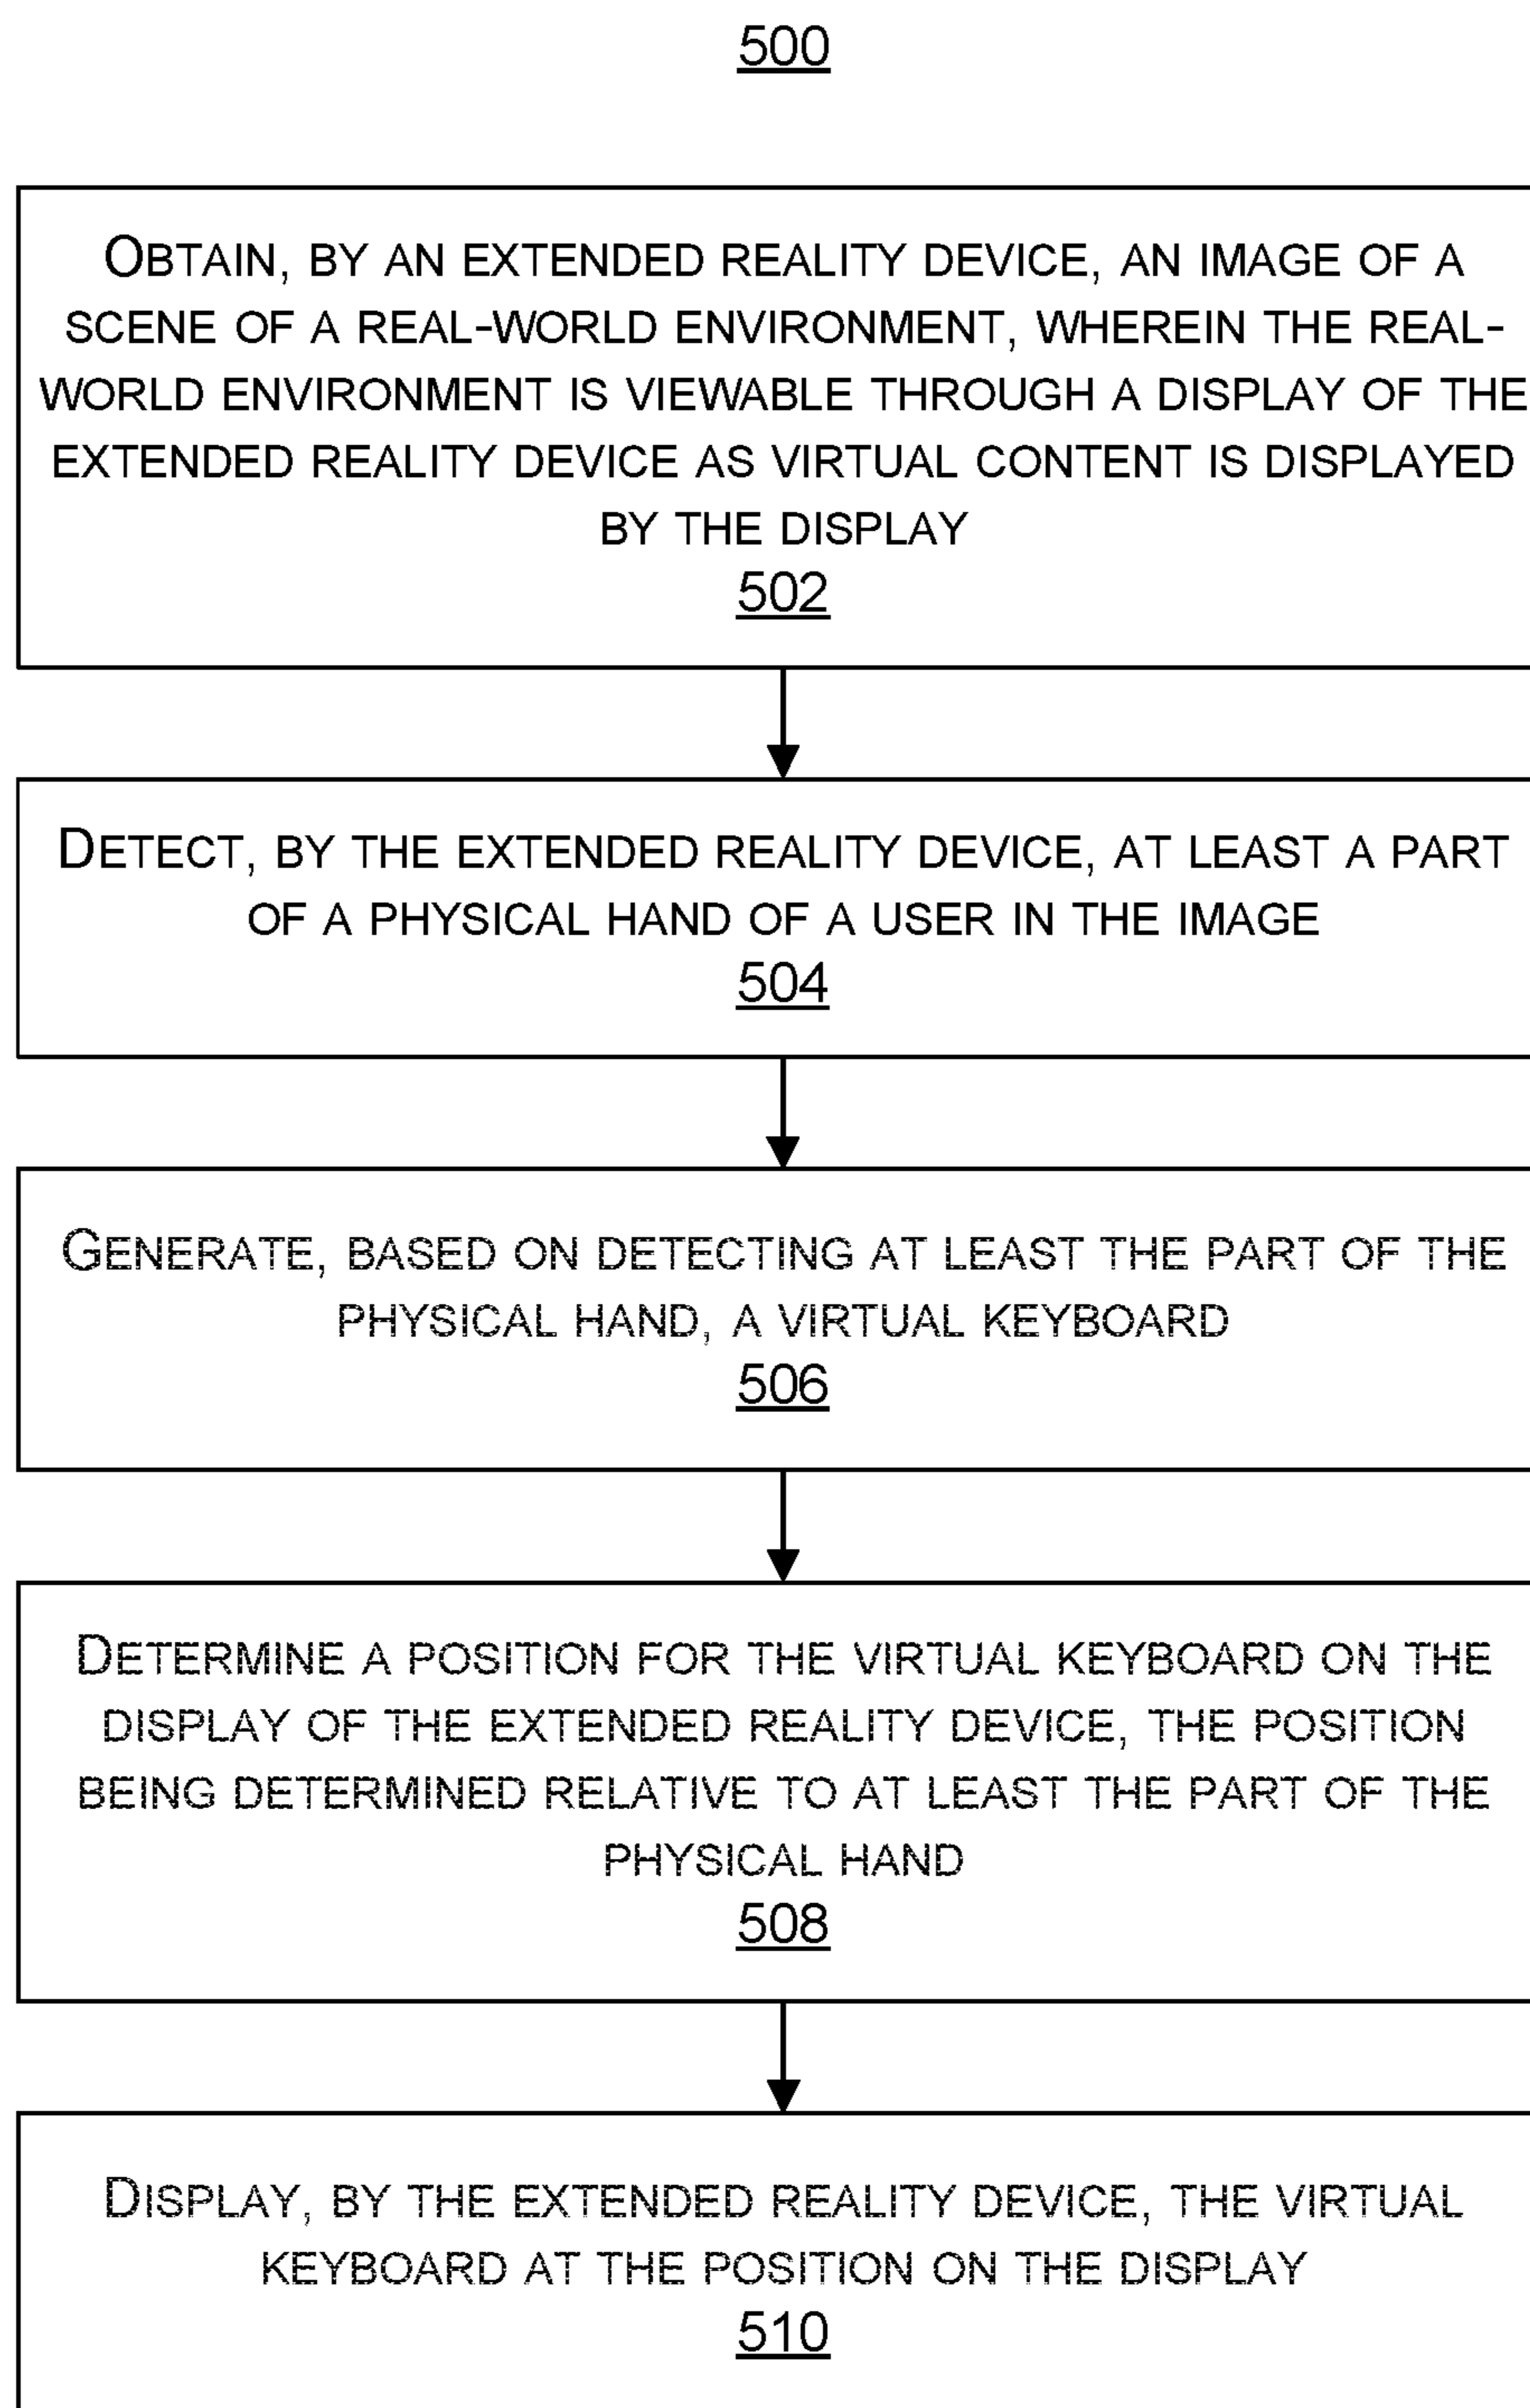 500
OBTAIN, BY AN EXTENDED REALITY DEVICE, AN IMAGE OF A
SCENE OF A REAL-WORLD ENVIRONMENT, WHEREIN THE REAL-
WORLD ENVIRONMENT IS VIEWABLE THROUGH A DISPLAY OF THE
EXTENDED REALITY DEVICE AS VIRTUAL CONTENT IS DISPLAYED
BY THE DISPLAY
502
DETECT, BY THE EXTENDED REALITY DEVICE, AT LEAST A PART
OF A PHYSICAL HAND OF A USER IN THE IMAGE
504
GENERATE, BASED ON DETECTING AT LEAST THE PART OF THE
PHYSICAL HAND, A VIRTUAL KEYBOARD
506
DETERMINE A POSITION FOR THE VIRTUAL KEYBOARD ON THE
DISPLAY OF THE EXTENDED REALITY DEVICE, THE POSITION
BEING DETERMINED RELATIVE TO AT LEAST THE PART OF THE
PHYSICAL HAND
508
DISPLAY, BY THE EXTENDED REALITY DEVICE, THE VIRTUAL
KEYBOARD AT THE POSITION ON THE DISPLAY
510